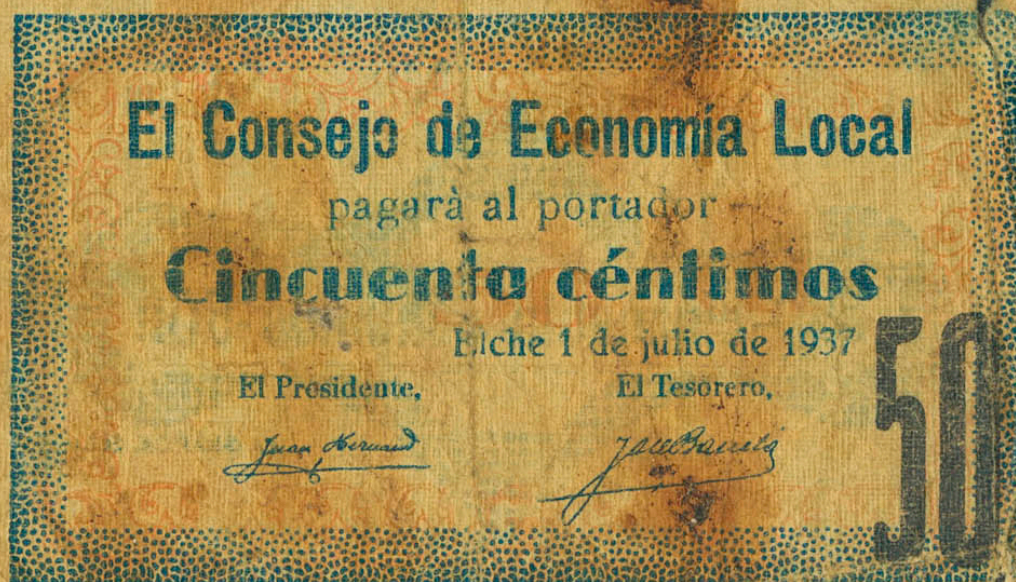 El Consejo de Economía Local
pagarà al portador
Cincuenta céntimos
Elche 1 de julio de 1937
El Presidente,
El Tesorero,
50